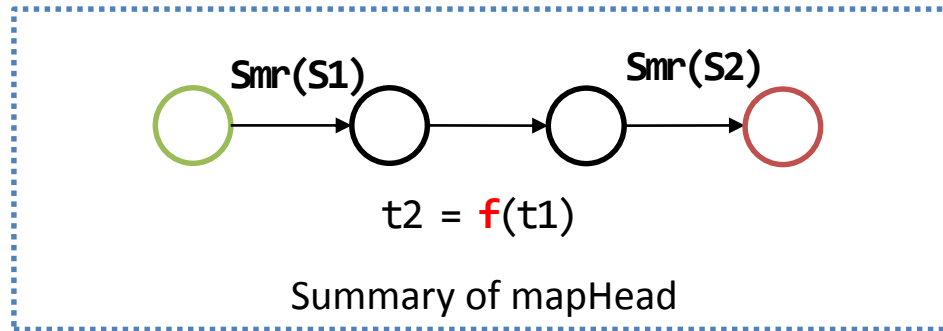 Smr(S1) Smr(S2)
t2 = f(t1)
Summary of mapHead